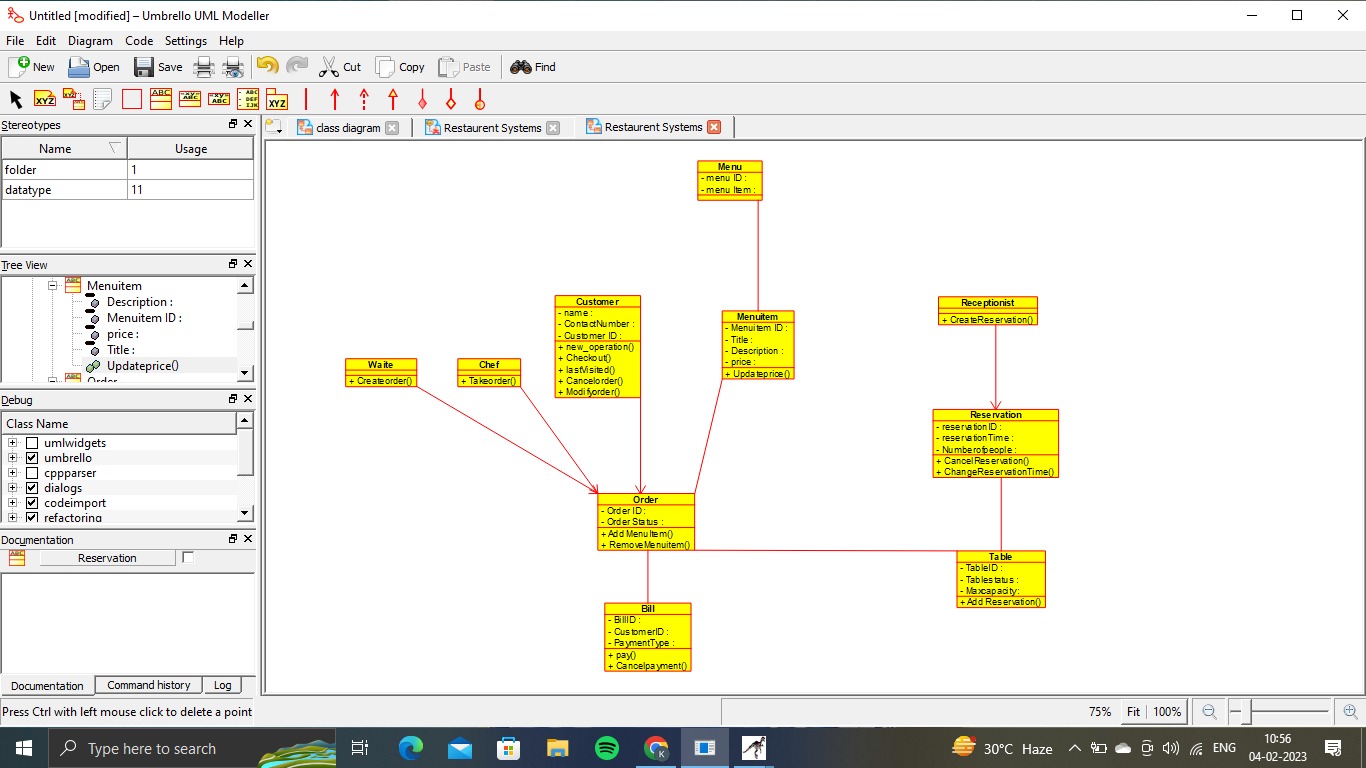 Untitled [modified] – Umbrello UML Modeller
File Edit Diagram Code Settings Help
New Open Save Cut Copy Paste Find
Stereotypes
Name Usage
folder 1
datatype 11
Tree View
Menuitem
Description :
Menuitem ID :
price :
Title :
Updateprice()
Order
Debug
Class Name
umlwidgets
umbrello
cppparser
dialogs
codeimport
refactoring
Documentation
Reservation
Documentation Command history Log
Press Ctrl with left mouse click to delete a point
class diagram Restaurent Systems Restaurent Systems
Menu
- menu ID :
- menu Item :
Customer
- name :
- ContactNumber :
- Customer ID :
+ new_operation()
+ Checkout()
+ lastVisited()
+ Cancelorder()
+ Modifyorder()
Menuitem
- Menuitem ID :
- Title :
- Description :
- price :
+ Updateprice()
Receptionist
+ CreateReservation()
Waite
+ Createorder()
Chef
+ Takeorder()
Reservation
- reservationID :
- reservationTime :
- Numberofpeople :
+ CancelReservation()
+ ChangeReservationTime()
Order
- Order ID :
- Order Status :
+ Add MenuItem()
+ RemoveMenuitem()
Table
- TableID :
- Tablestatus :
- Maxcapacity:
+ Add Reservation()
Bill
- BillID :
- CustomerID :
- PaymentType :
+ pay()
+ Cancelpayment()
75% Fit 100%
Type here to search
30°C Haze
ENG
10:56
04-02-2023